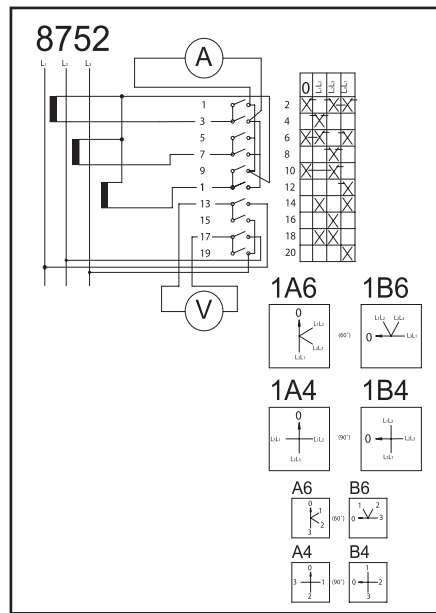 8752
A
L₁ L₂ L₃
1
3
5
7
9
1
13
15
17
19
V
0 L₁L₂ L₂L₃ L₃L₁
2
4
6
8
10
12
14
16
18
20
1A6 1B6
0
L₁L₂
L₂L₃
L₃L₁
(60°)
L₁L₂ L₂L₃
0
L₃L₁
1A4 1B4
0
L₃L₁ L₁L₂
L₂L₃
(90°)
L₁L₂
0 L₂L₃
L₃L₁
A6 B6
0
1
2
3
(60°)
1 2
0 3
A4 B4
0
3 1
2
(90°)
1
0 2
3